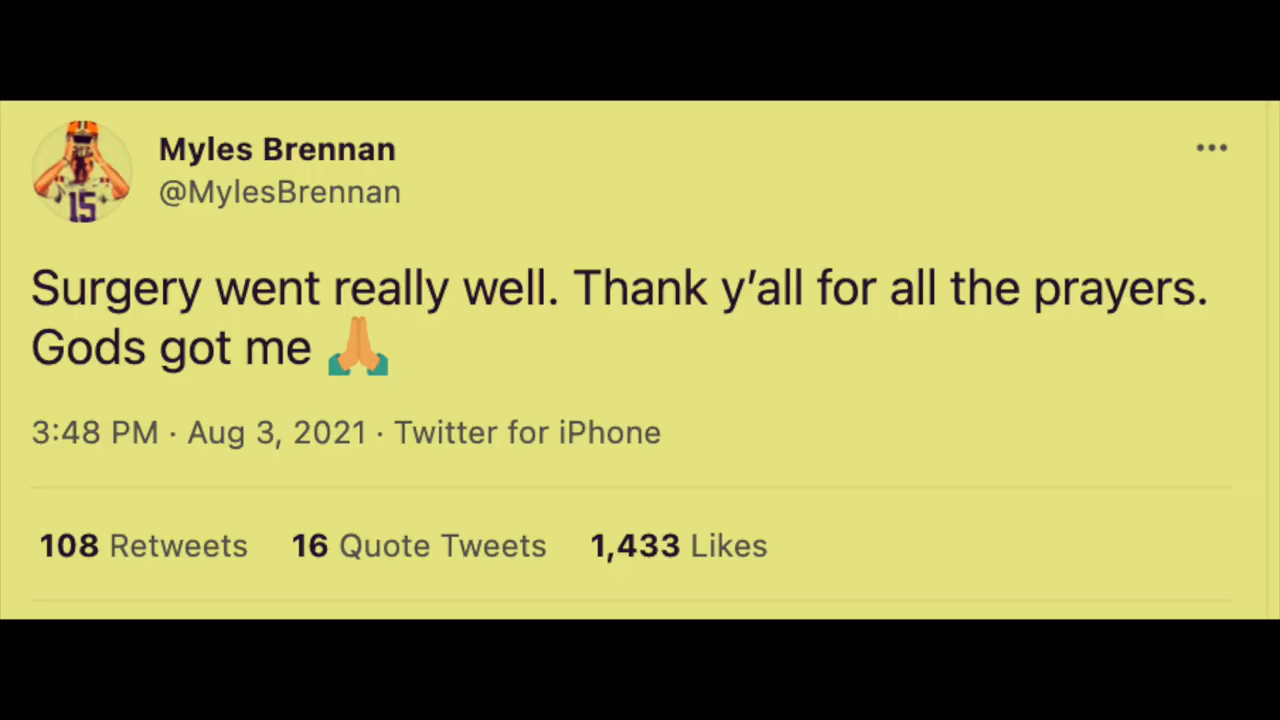 15
Myles Brennan
@MylesBrennan
Surgery went really well. Thank y’all for all the prayers.
Gods got me 🙏
3:48 PM · Aug 3, 2021 · Twitter for iPhone
108 Retweets 16 Quote Tweets 1,433 Likes